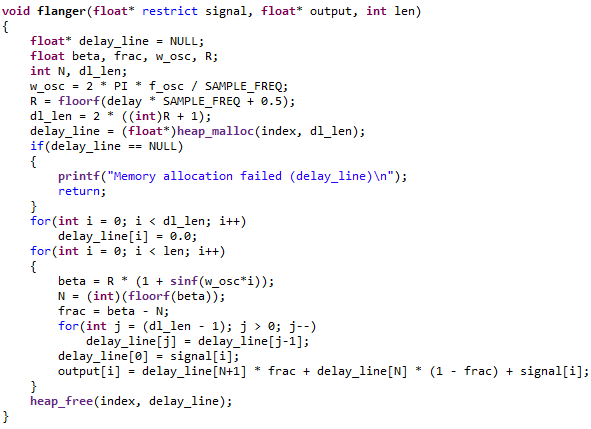 void flanger(float* restrict signal, float* output, int len)
{
    float* delay_line = NULL;
    float beta, frac, w_osc, R;
    int N, dl_len;
    w_osc = 2 * PI * f_osc / SAMPLE_FREQ;
    R = floorf(delay * SAMPLE_FREQ + 0.5);
    dl_len = 2 * ((int)R + 1);
    delay_line = (float*)heap_malloc(index, dl_len);
    if(delay_line == NULL)
    {
        printf("Memory allocation failed (delay_line)\n");
        return;
    }
    for(int i = 0; i < dl_len; i++)
        delay_line[i] = 0.0;
    for(int i = 0; i < len; i++)
    {
        beta = R * (1 + sinf(w_osc*i));
        N = (int)(floorf(beta));
        frac = beta - N;
        for(int j = (dl_len - 1); j > 0; j--)
            delay_line[j] = delay_line[j-1];
        delay_line[0] = signal[i];
        output[i] = delay_line[N+1] * frac + delay_line[N] * (1 - frac) + signal[i];
    }
    heap_free(index, delay_line);
}